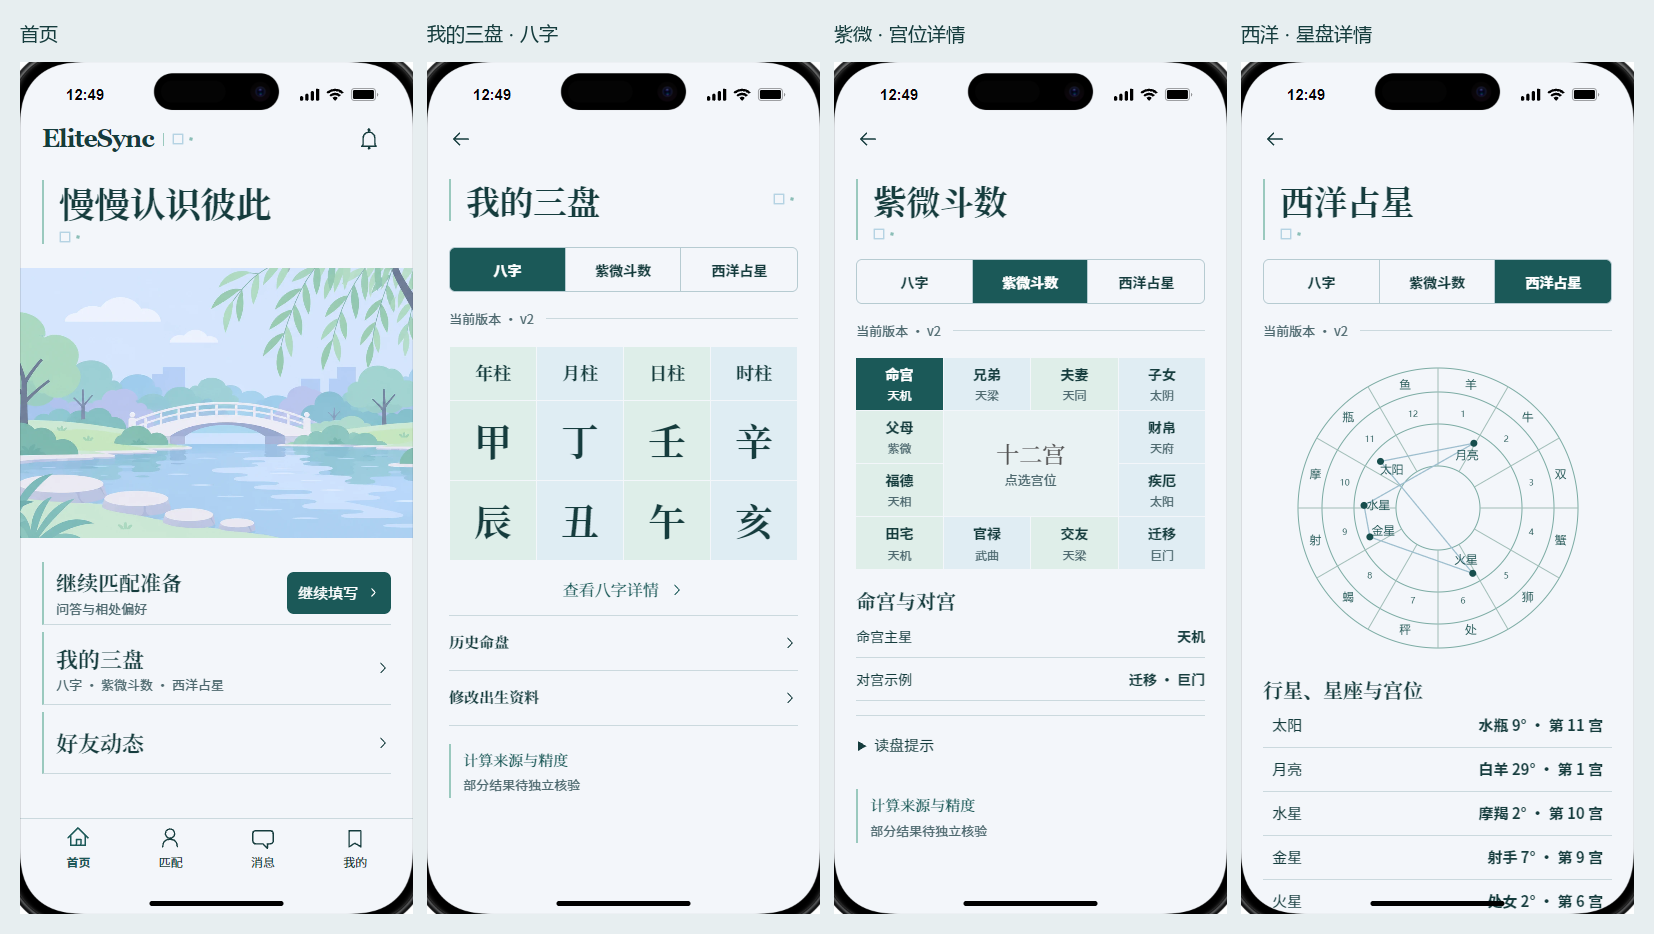 首页
12:49
EliteSync
慢慢认识彼此
继续匹配准备
问答与相处偏好
继续填写
我的三盘
八字 • 紫微斗数 • 西洋占星
好友动态
首页
匹配
消息
我的
我的三盘 · 八字
12:49
我的三盘
八字 紫微斗数 西洋占星
当前版本 • v2
年柱 月柱 日柱 时柱
甲 丁 壬 辛
辰 丑 午 亥
查看八字详情
历史命盘
修改出生资料
计算来源与精度
部分结果待独立核验
紫微 · 宫位详情
12:49
紫微斗数
八字 紫微斗数 西洋占星
当前版本 • v2
命宫 兄弟 夫妻 子女
天机 天梁 天同 太阴
父母 财帛
紫微 天府
十二宫
点选宫位
福德 疾厄
天相 太阳
田宅 官禄 交友 迁移
天机 武曲 天梁 巨门
命宫与对宫
命宫主星 天机
对宫示例 迁移 • 巨门
读盘提示
计算来源与精度
部分结果待独立核验
西洋 · 星盘详情
12:49
西洋占星
八字 紫微斗数 西洋占星
当前版本 • v2
鱼 羊
瓶 12 1 牛
11 2
月亮
太阳
摩 10 3 双
水星
金星
射 9 4 蟹
火星
8 5
蝎 7 6 狮
秤 处
行星、星座与宫位
太阳 水瓶 9° • 第 11 宫
月亮 白羊 29° • 第 1 宫
水星 摩羯 2° • 第 10 宫
金星 射手 7° • 第 9 宫
火星 处女 2° • 第 6 宫